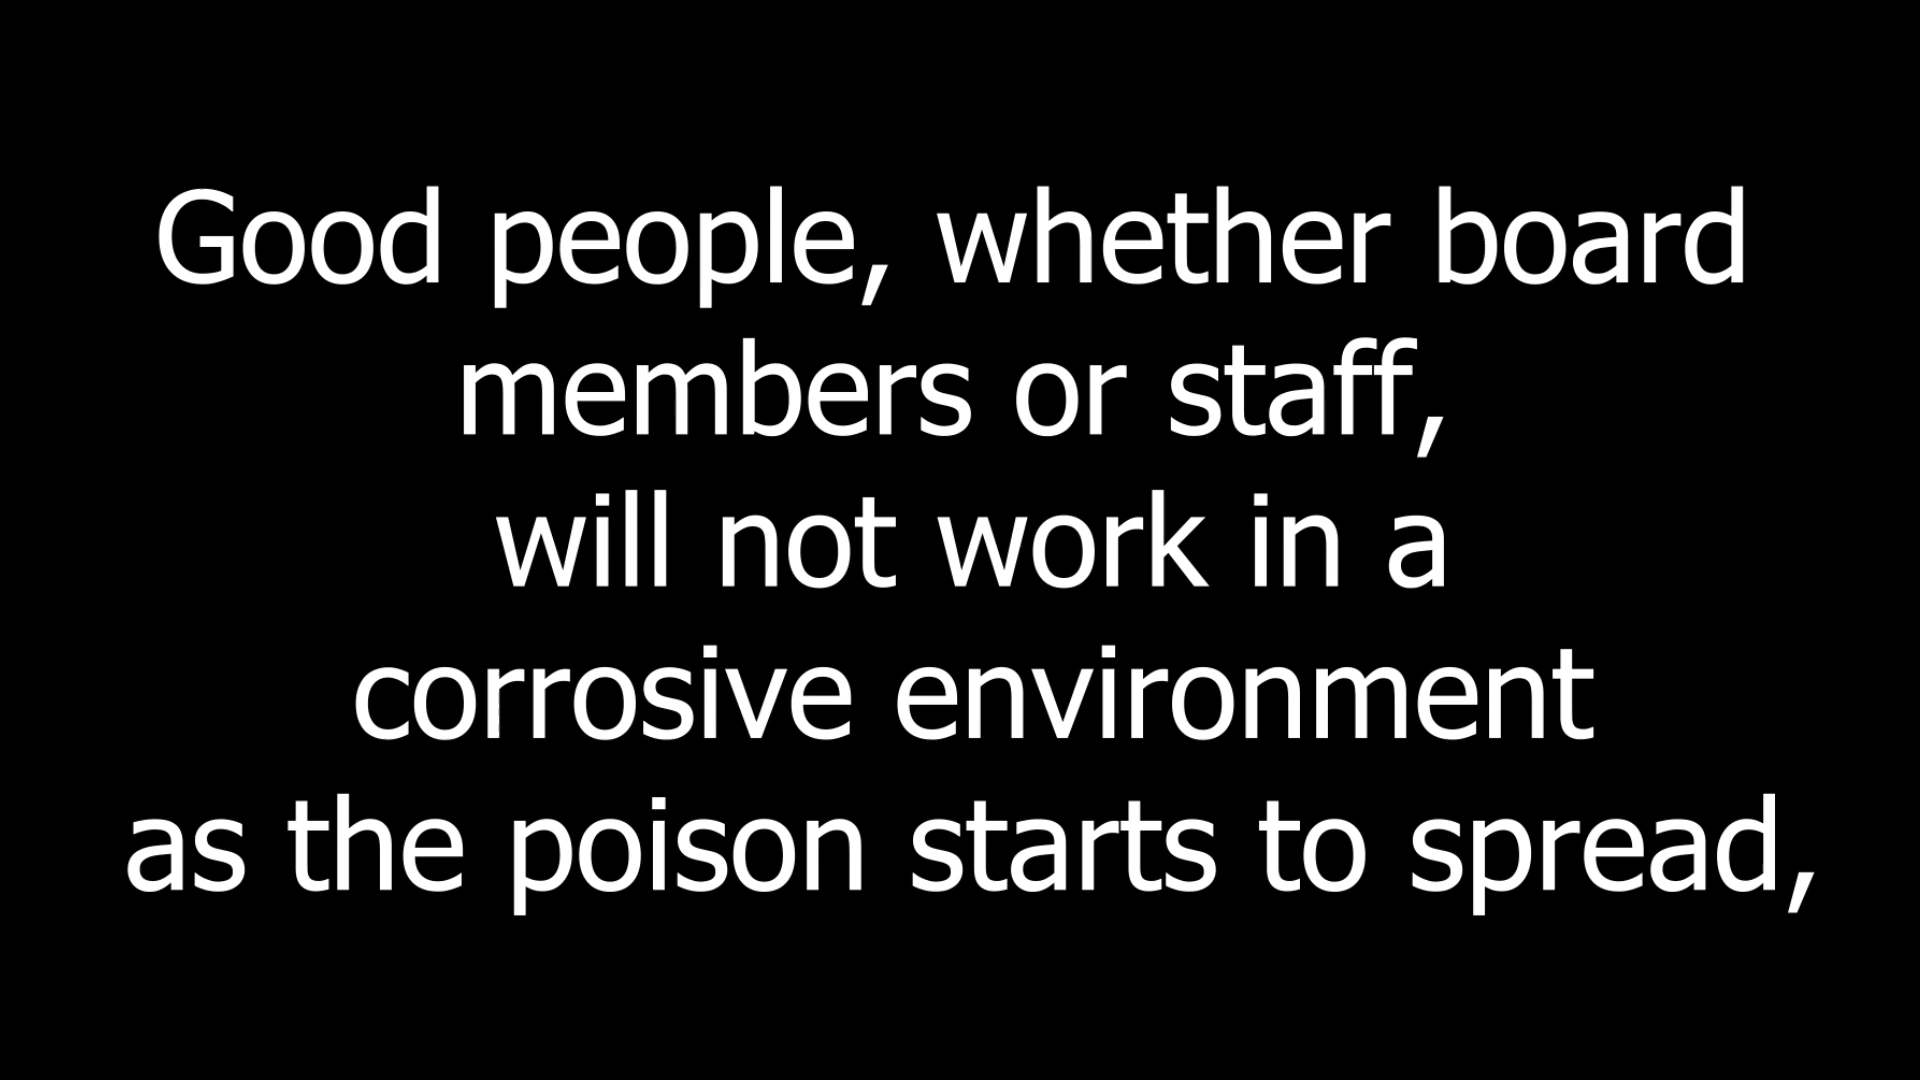 Good people, whether board
members or staff,
will not work in a
corrosive environment
as the poison starts to spread,